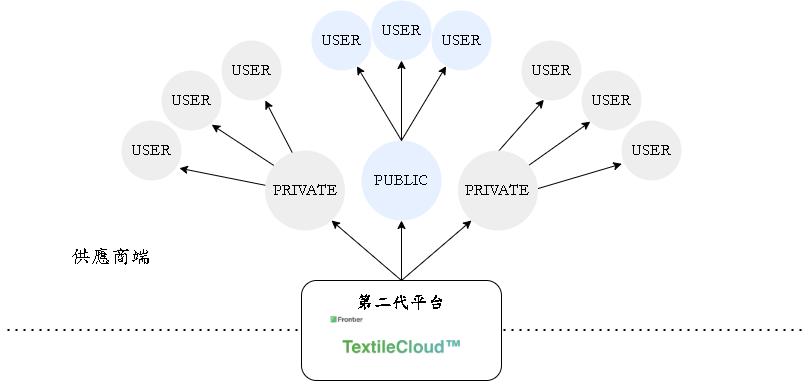 USER
USER
USER
USER
USER
USER
USER
USER
USER
PRIVATE
PUBLIC
PRIVATE
供應商端
第二代平台
Frontier
TextileCloud™